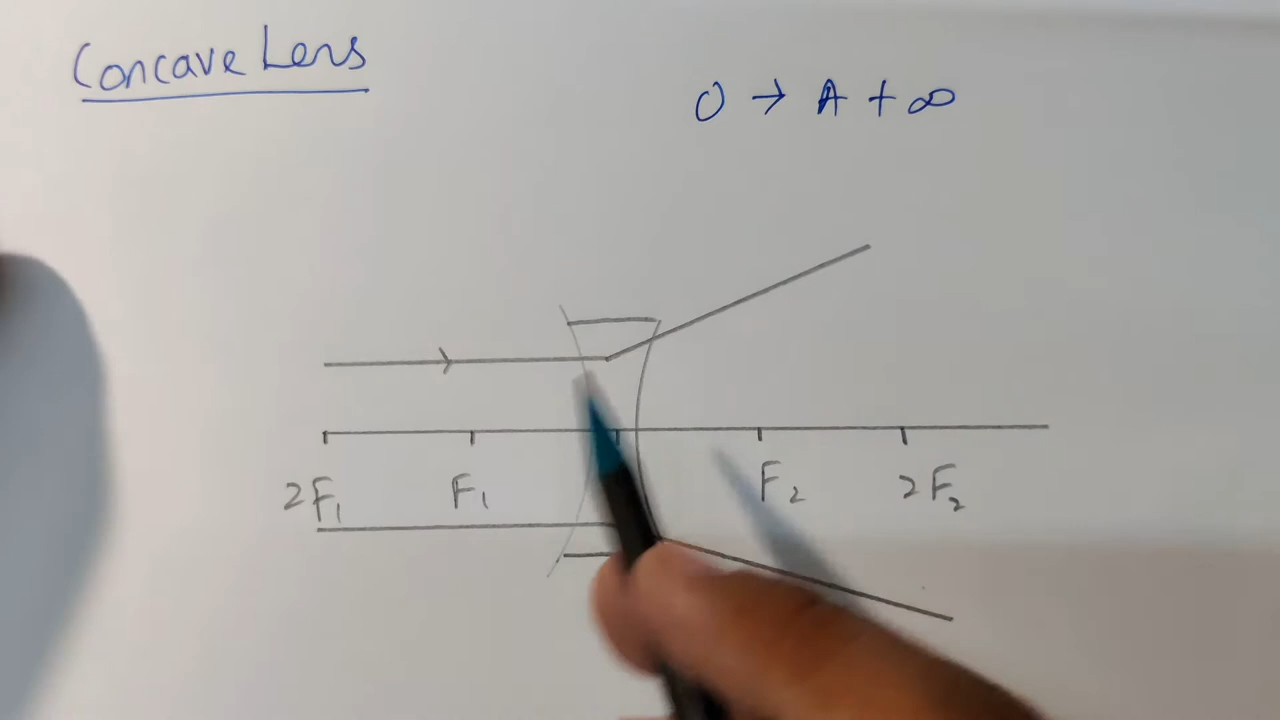 Concave Lens
O → A + ∞
2F₁ F₁ F₂ 2F₂